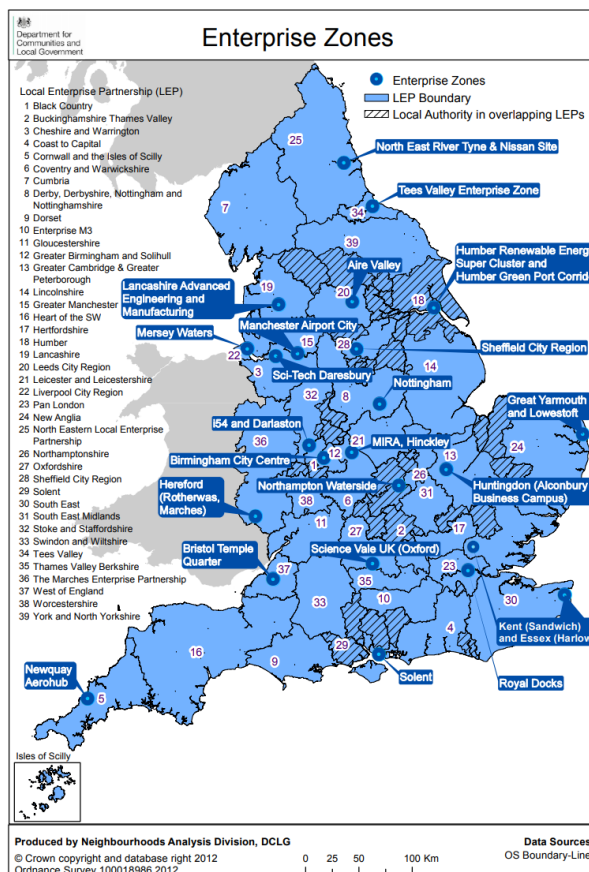 Department for
Communities and
Local Government
Enterprise Zones
Local Enterprise Partnership (LEP)
1 Black Country
2 Buckinghamshire Thames Valley
3 Cheshire and Warrington
4 Coast to Capital
5 Cornwall and the Isles of Scilly
6 Coventry and Warwickshire
7 Cumbria
8 Derby, Derbyshire, Nottingham and
Nottinghamshire
9 Dorset
10 Enterprise M3
11 Gloucestershire
12 Greater Birmingham and Solihull
13 Greater Cambridge & Greater
Peterborough
14 Lincolnshire
15 Greater Manchester
16 Heart of the SW
17 Hertfordshire
18 Humber
19 Lancashire
20 Leeds City Region
21 Leicester and Leicestershire
22 Liverpool City Region
23 Pan London
24 New Anglia
25 North Eastern Local Enterprise
Partnership
26 Northamptonshire
27 Oxfordshire
28 Sheffield City Region
29 Solent
30 South East
31 South East Midlands
32 Stoke and Staffordshire
33 Swindon and Wiltshire
34 Tees Valley
35 Thames Valley Berkshire
36 The Marches Enterprise Partnership
37 West of England
38 Worcestershire
39 York and North Yorkshire
Enterprise Zones
LEP Boundary
Local Authority in overlapping LEPs
25
North East River Tyne & Nissan Site
Tees Valley Enterprise Zone
34
7
39
Humber Renewable Energ
Super Cluster and
Humber Green Port Corrido
Aire Valley
Lancashire Advanced
Engineering and
Manufacturing
19
20
18
Mersey Waters
Manchester Airport City
22
15
28
Sheffield City Region
3
Sci-Tech Daresbury
14
32
8
Nottingham
Great Yarmouth
and Lowestoft
i54 and Darlaston
36
21
MIRA, Hinckley
24
Birmingham City Centre
12
1
13
26
Huntingdon (Alconbury
Business Campus)
Northampton Waterside
31
Hereford
(Rotherwas,
Marches)
38
6
11
27
2
17
Science Vale UK (Oxford)
Bristol Temple
Quarter
37
35
23
33
10
30
Kent (Sandwich)
and Essex (Harlow
4
29
16
9
Solent
Royal Docks
Newquay
Aerohub
5
Isles of Scilly
Produced by Neighbourhoods Analysis Division, DCLG
© Crown copyright and database right 2012
Ordnance Survey 100018986 2012
0 25 50 100 Km
Data Sources
OS Boundary-Line